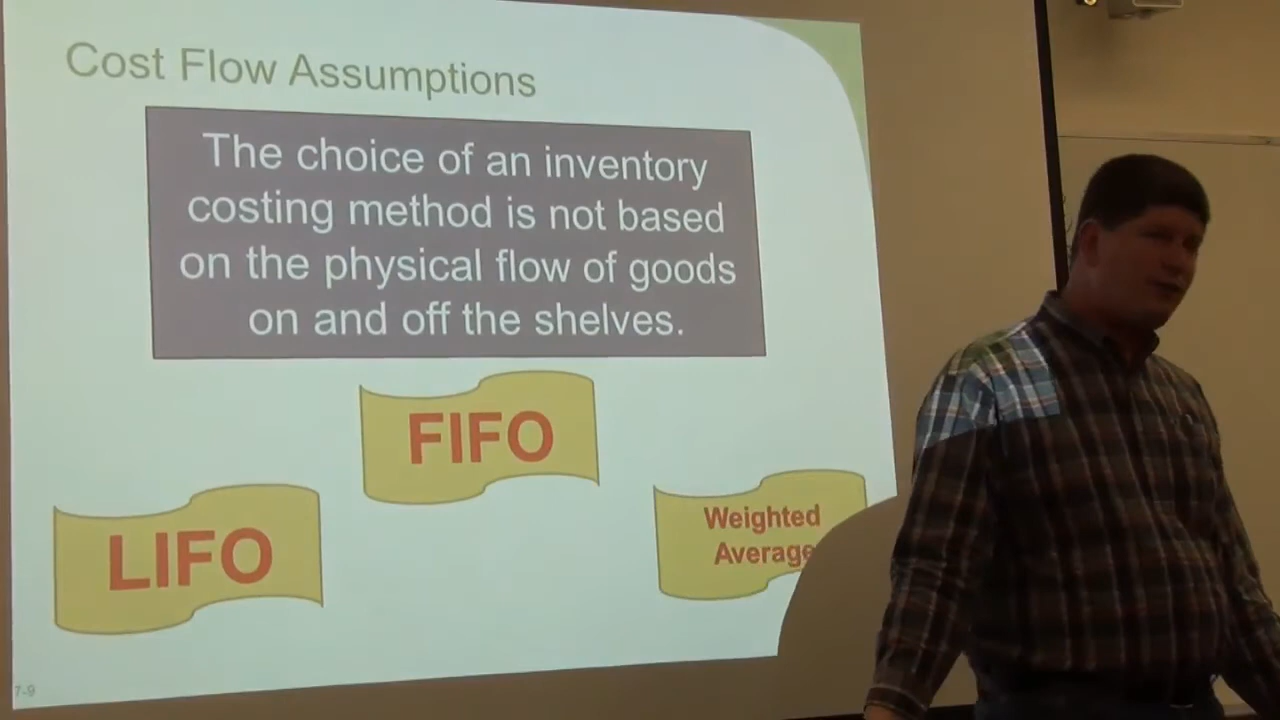 Cost Flow Assumptions
The choice of an inventory
costing method is not based
on the physical flow of goods
on and off the shelves.
FIFO
LIFO
Weighted
Average
7-9